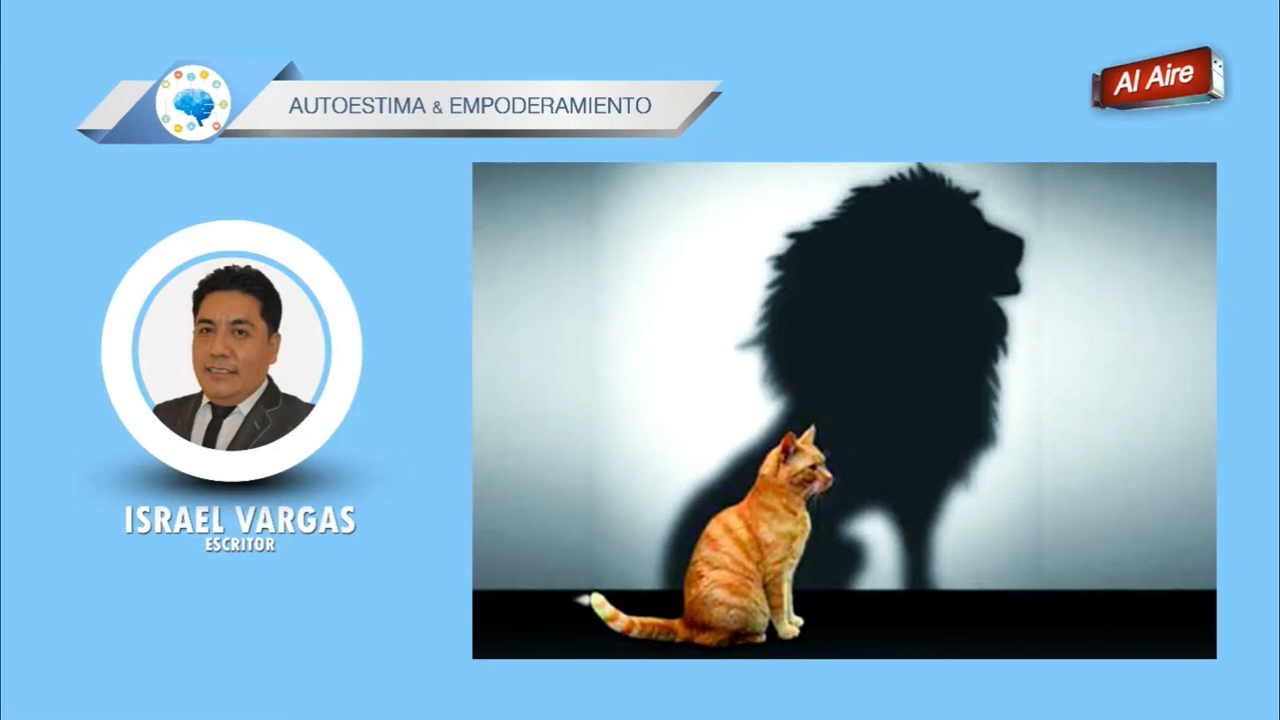 AUTOESTIMA & EMPODERAMIENTO
Al Aire
ISRAEL VARGAS
ESCRITOR